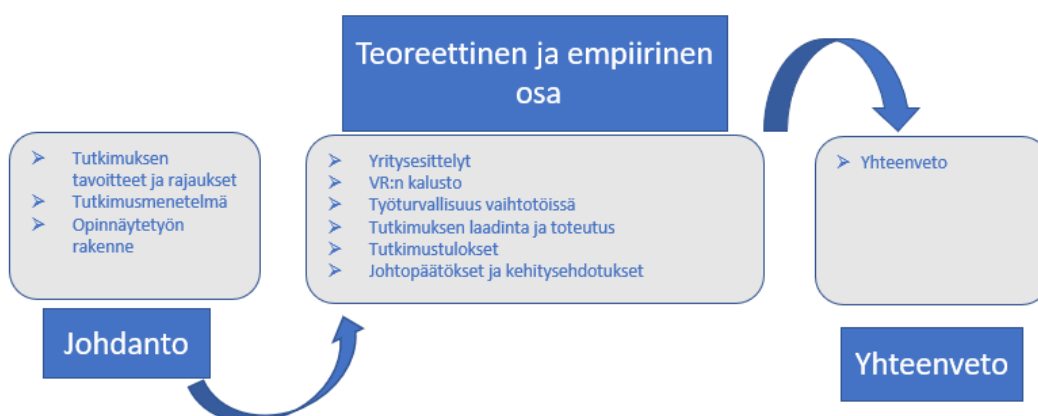 Teoreettinen ja empiirinen
osa
Tutkimuksen
tavoitteet ja rajaukset
Tutkimusmenetelmä
Opinnäytetyön
rakenne
Johdanto
Yritysesittelyt
VR:n kalusto
Työturvallisuus vaihtotöissä
Tutkimuksen laadinta ja toteutus
Tutkimustulokset
Johtopäätökset ja kehitysehdotukset
Yhteenveto
Yhteenveto